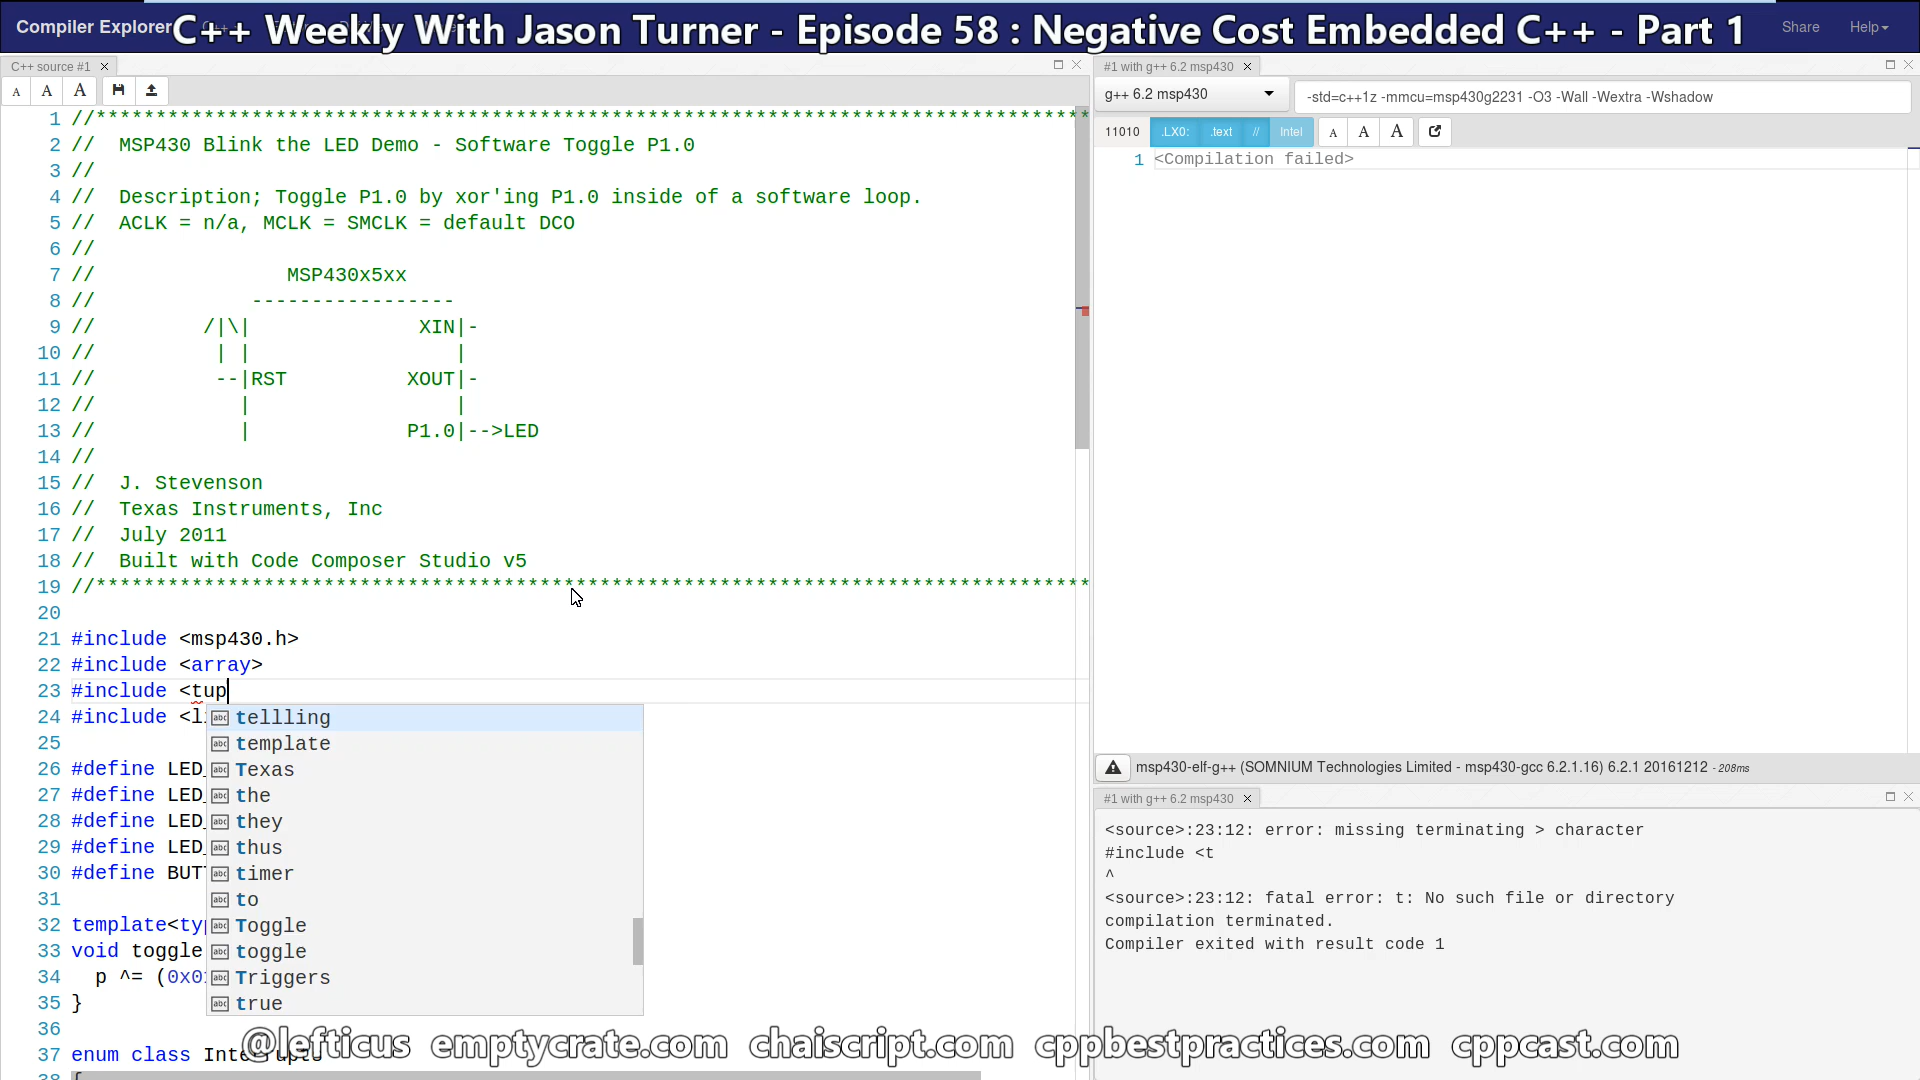 Compiler Explorer
C++ Weekly With Jason Turner - Episode 58 : Negative Cost Embedded C++ - Part 1
Share Help
C++ source #1
A A A
1 //***********************************************************************************
2 //  MSP430 Blink the LED Demo - Software Toggle P1.0
3 //
4 //  Description; Toggle P1.0 by xor'ing P1.0 inside of a software loop.
5 //  ACLK = n/a, MCLK = SMCLK = default DCO
6 //
7 //                MSP430x5xx
8 //             -----------------
9 //         /|\|              XIN|-
10 //          | |                 |
11 //          --|RST          XOUT|-
12 //            |                 |
13 //            |             P1.0|-->LED
14 //
15 //  J. Stevenson
16 //  Texas Instruments, Inc
17 //  July 2011
18 //  Built with Code Composer Studio v5
19 //***********************************************************************************
20
21 #include <msp430.h>
22 #include <array>
23 #include <tup
24 #include <li
25
26 #define LED_
27 #define LED_
28 #define LED_
29 #define LED_
30 #define BUT
31
32 template<typ
33 void toggle
34   p ^= (0x0
35 }
36
37 enum class Interrupts
38 {
tellling
template
Texas
the
they
thus
timer
to
Toggle
toggle
Triggers
true
#1 with g++ 6.2 msp430
g++ 6.2 msp430
-std=c++1z -mmcu=msp430g2231 -O3 -Wall -Wextra -Wshadow
11010 .LX0: .text // Intel A A A
1 <Compilation failed>
msp430-elf-g++ (SOMNIUM Technologies Limited - msp430-gcc 6.2.1.16) 6.2.1 20161212 - 208ms
#1 with g++ 6.2 msp430
<source>:23:12: error: missing terminating > character
#include <t
^
<source>:23:12: fatal error: t: No such file or directory
compilation terminated.
Compiler exited with result code 1
@lefticus emptycrate.com chaiscript.com cppbestpractices.com cppcast.com